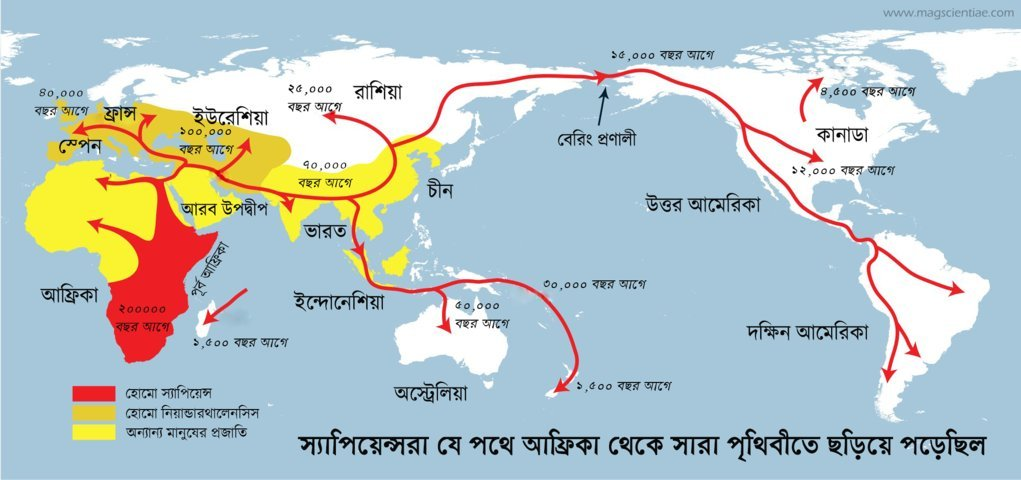 www.magscientiae.com
১৫,০০০ বছর আগে
৪০,০০০
বছর আগে
ফ্রান্স
ইউরেশিয়া
স্পেন
১০০,০০০
বছর আগে
২৫,০০০
বছর আগে
রাশিয়া
বেরিং প্রণালী
৪,৫০০ বছর আগে
কানাডা
১২,০০০ বছর আগে
৭০,০০০
বছর আগে
চীন
আরব উপদ্বীপ
ভারত
উত্তর আমেরিকা
আফ্রিকা
পূর্ব আফ্রিকা
২০০০০০
বছর আগে
১,৫০০ বছর আগে
ইন্দোনেশিয়া
৩০,০০০ বছর আগে
৫০,০০০
বছর আগে
দক্ষিন আমেরিকা
অস্ট্রেলিয়া
১,৫০০ বছর আগে
হোমো স্যাপিয়েন্স
হোমো নিয়ান্ডারথালেনসিস
অন্যান্য মানুষের প্রজাতি
স্যাপিয়েন্সরা যে পথে আফ্রিকা থেকে সারা পৃথিবীতে ছড়িয়ে পড়েছিল